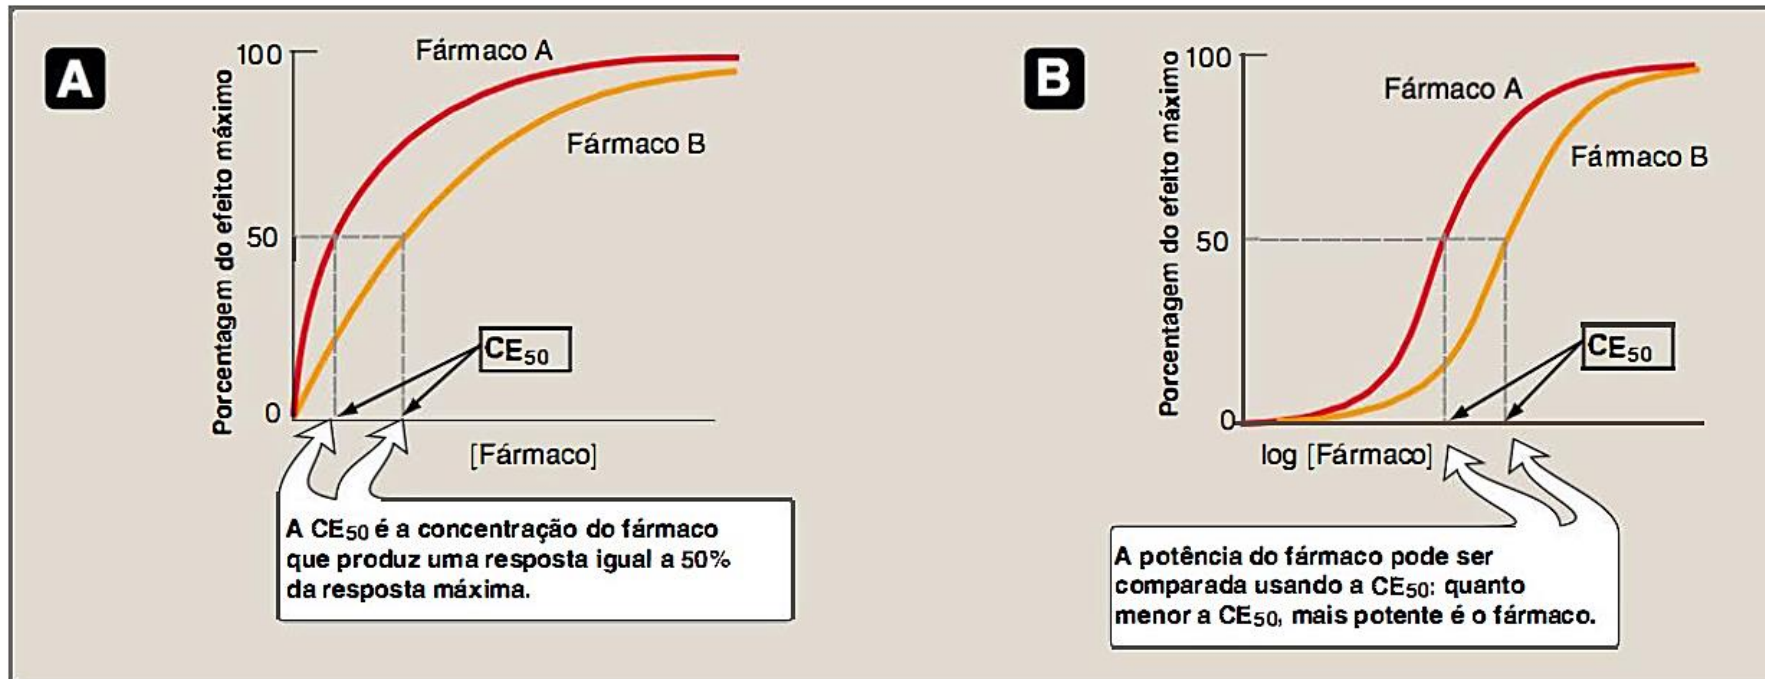 A
Porcentagem do efeito máximo
100
50
0
Fármaco A
Fármaco B
CE50
[Fármaco]
A CE50 é a concentração do fármaco
que produz uma resposta igual a 50%
da resposta máxima.
B
Porcentagem do efeito máximo
100
50
0
Fármaco A
Fármaco B
CE50
log [Fármaco]
A potência do fármaco pode ser
comparada usando a CE50: quanto
menor a CE50, mais potente é o fármaco.